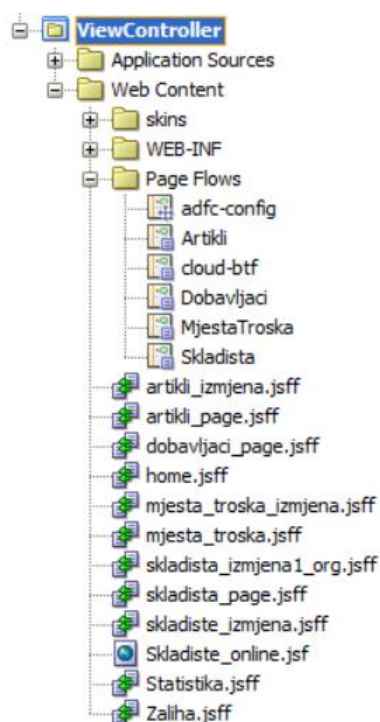 ViewController
Application Sources
Web Content
skins
WEB-INF
Page Flows
adfc-config
Artikli
cloud-btf
Dobavljaci
MjestaTroska
Skladista
artikli_izmjena.jsff
artikli_page.jsff
dobavljaci_page.jsff
home.jsff
mjesta_troska_izmjena.jsff
mjesta_troska.jsff
skladista_izmjena1_org.jsff
skladista_page.jsff
skladiste_izmjena.jsff
Skladiste_online.jsf
Statistika.jsff
Zaliha.jsff